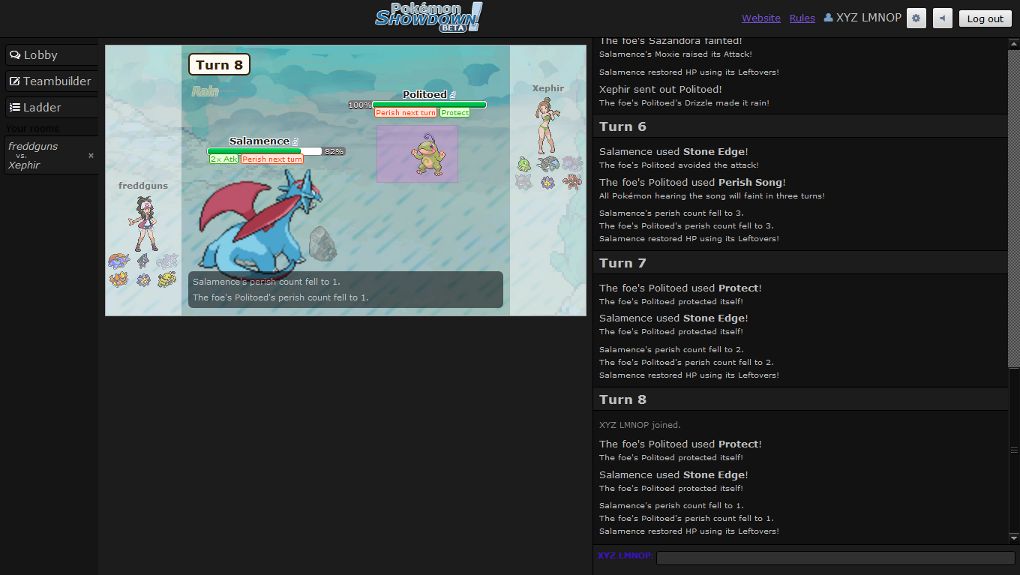 Pokémon
SHOWDOWN!
BETA
Website Rules XYZ LMNOP Log out
Lobby
Teambuilder
Ladder
Your rooms
freddguns
vs.
Xephir
×
Turn 8
Rain
Politoed
100%
Perish next turn Protect
Salamence
82%
2x Atk Perish next turn
Xephir
freddguns
Salamence's perish count fell to 1.
The foe's Politoed's perish count fell to 1.
The foe's Sazandora fainted!
Salamence's Moxie raised its Attack!
Salamence restored HP using its Leftovers!
Xephir sent out Politoed!
The foe's Politoed's Drizzle made it rain!
Turn 6
Salamence used Stone Edge!
The foe's Politoed avoided the attack!
The foe's Politoed used Perish Song!
All Pokémon hearing the song will faint in three turns!
Salamence's perish count fell to 3.
The foe's Politoed's perish count fell to 3.
Salamence restored HP using its Leftovers!
Turn 7
The foe's Politoed used Protect!
The foe's Politoed protected itself!
Salamence used Stone Edge!
The foe's Politoed protected itself!
Salamence's perish count fell to 2.
The foe's Politoed's perish count fell to 2.
Salamence restored HP using its Leftovers!
Turn 8
XYZ LMNOP joined.
The foe's Politoed used Protect!
The foe's Politoed protected itself!
Salamence used Stone Edge!
The foe's Politoed protected itself!
Salamence's perish count fell to 1.
The foe's Politoed's perish count fell to 1.
Salamence restored HP using its Leftovers!
XYZ LMNOP: